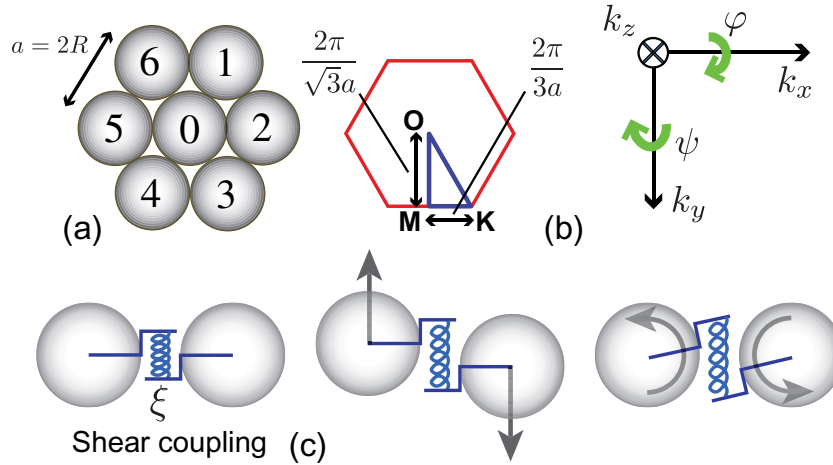 a = 2R
6 1
5 0 2
4 3
(a)
2π
√3a
2π
3a
O
M K
(b)
k_z φ
k_x
ψ
k_y
ξ
Shear coupling (c)